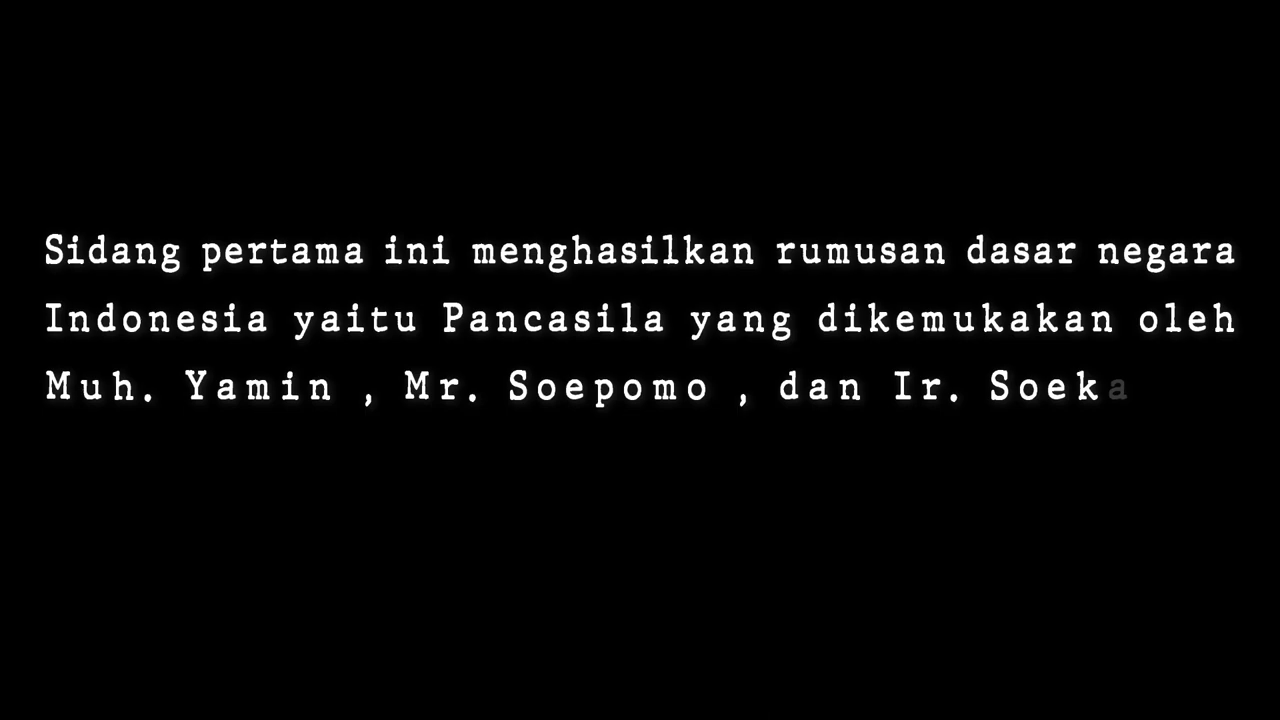 Sidang pertama ini menghasilkan rumusan dasar negara
Indonesia yaitu Pancasila yang dikemukakan oleh
Muh. Yamin , Mr. Soepomo , dan Ir. Soeka